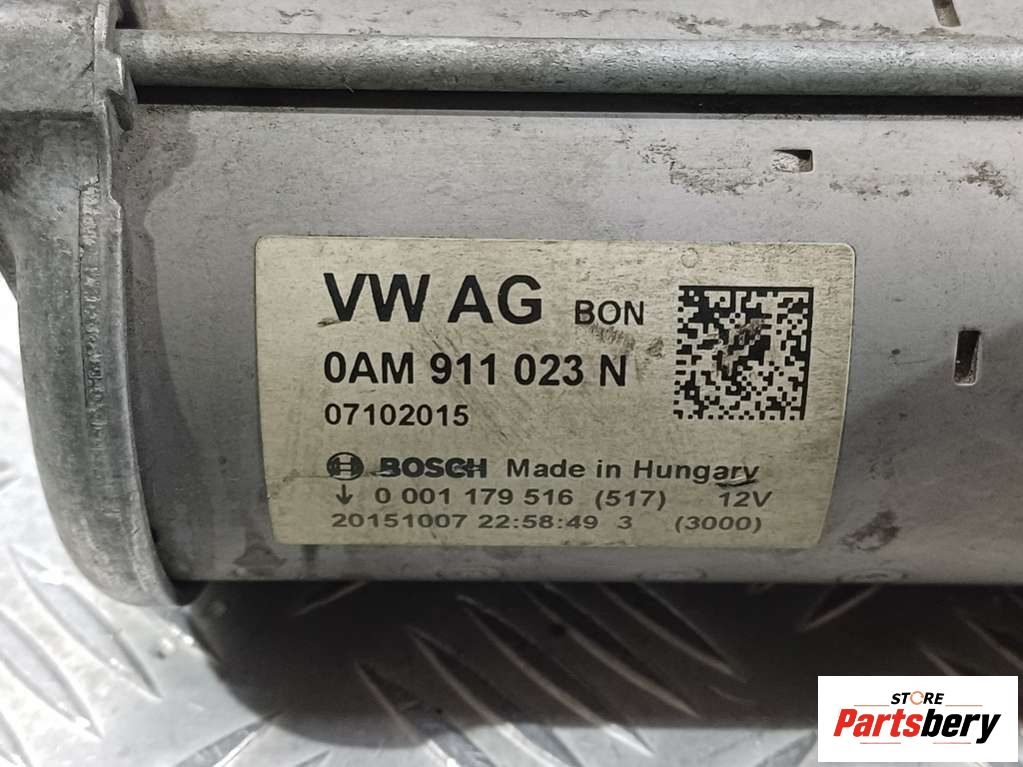 VW AG BON
0AM 911 023 N
07102015
BOSCH Made in Hungary
↓ 0 001 179 516 (517) 12V
20151007 22:58:49 3 (3000)
STORE
Partsbery